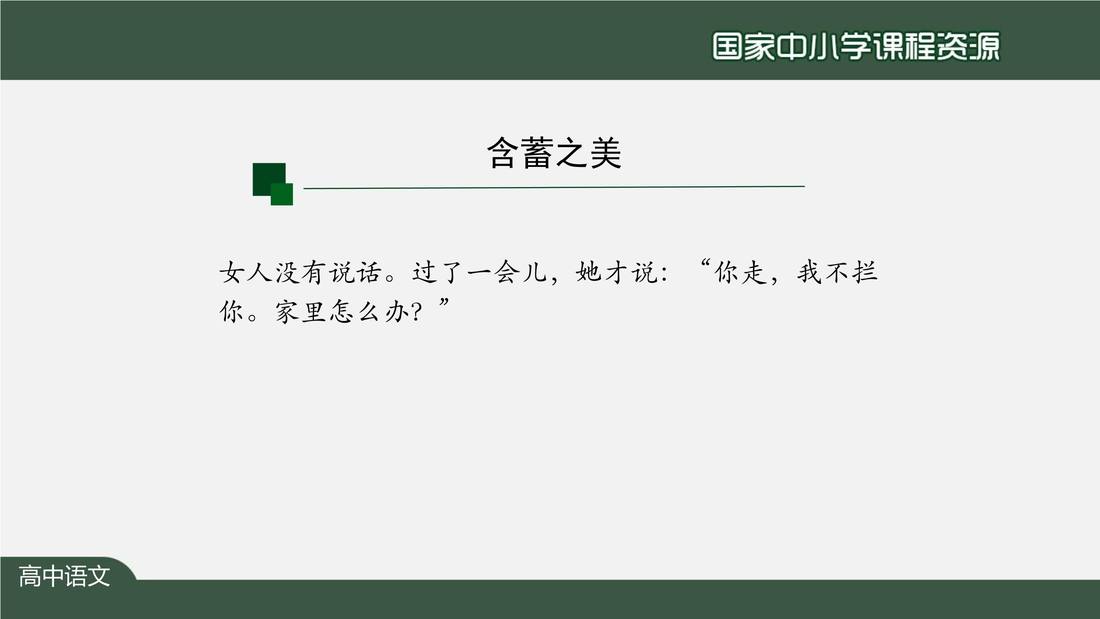 国家中小学课程资源
含蓄之美
女人没有说话。过了一会儿，她才说：“你走，我不拦
你。家里怎么办？”
高中语文